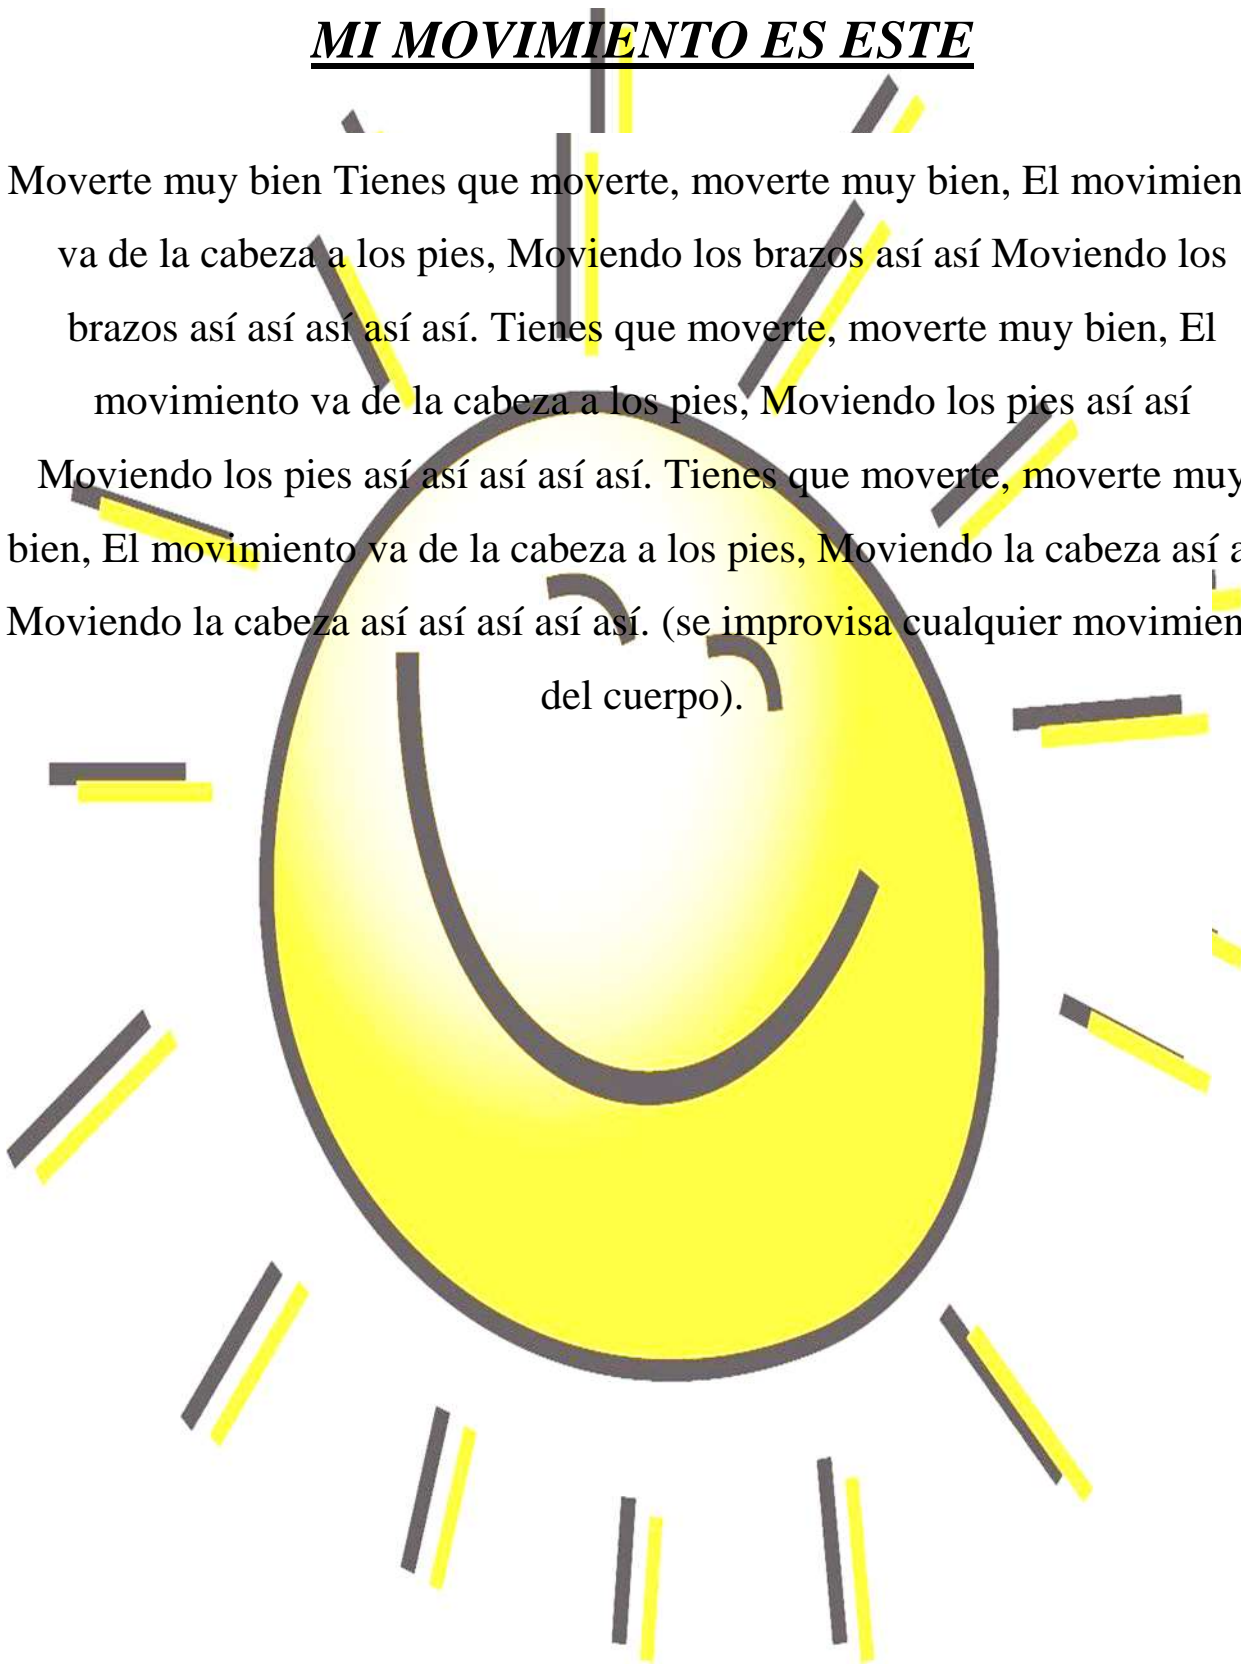 MI MOVIMIENTO ES ESTE
Moverte muy bien Tienes que moverte, moverte muy bien, El movimien
va de la cabeza a los pies, Moviendo los brazos así así Moviendo los
brazos así así así así así. Tienes que moverte, moverte muy bien, El
movimiento va de la cabeza a los pies, Moviendo los pies así así
Moviendo los pies así así así así así. Tienes que moverte, moverte muy
bien, El movimiento va de la cabeza a los pies, Moviendo la cabeza así a
Moviendo la cabeza así así así así así. (se improvisa cualquier movimien
del cuerpo).